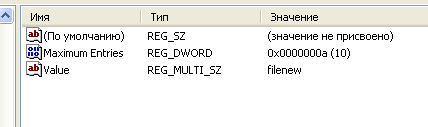 Имя Тип Значение
(По умолчанию) REG_SZ (значение не присвоено)
Maximum Entries REG_DWORD 0x0000000a (10)
Value REG_MULTI_SZ filenew